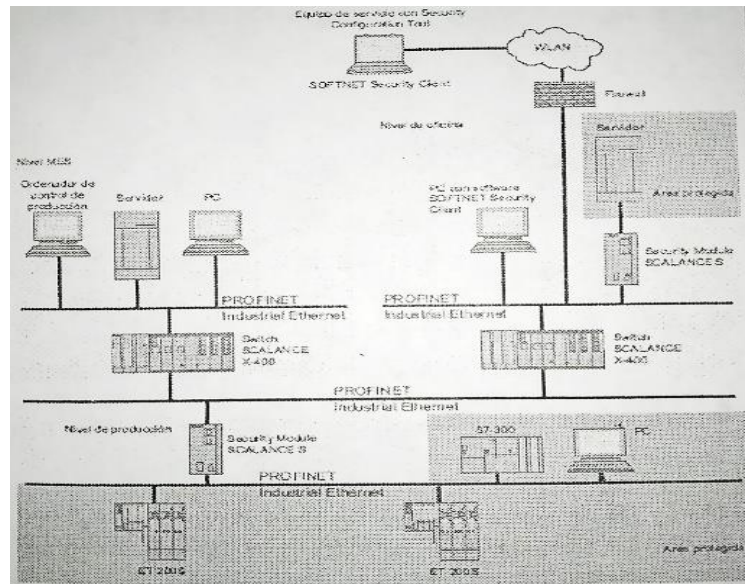 Equipo de servicio con Security
Configuration Tool
SOFTNET Security Client
WLAN
Firewall
Nivel de oficina
Servidor
Área protegida
Nivel MES
Ordenador de
control de
producción
Servidor
PC
PC con software
SOFTNET Security
Client
Security Module
SCALANCE S
PROFINET
Industrial Ethernet
PROFINET
Industrial Ethernet
Switch
SCALANCE
X-400
Switch
SCALANCE
X-400
PROFINET
Industrial Ethernet
Nivel de producción
Security Module
SCALANCE S
S7-300
PC
PROFINET
Industrial Ethernet
ET 200S
ET 200S
Área protegida